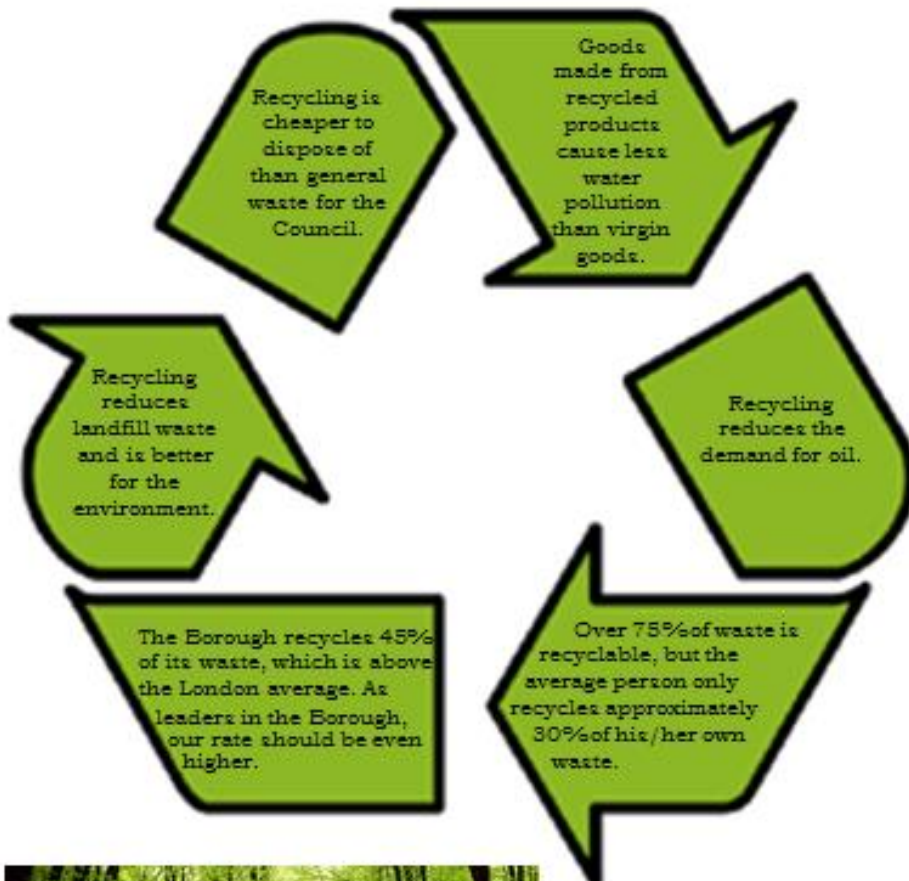 Recycling is
cheaper to
dispose of
than general
waste for the
Council.
Goods
made from
recycled
products
cause less
water
pollution
than virgin
goods.
Recycling
reduces the
demand for oil.
Over 75% of waste is
recyclable, but the
average person only
recycles approximately
30% of his/her own
waste.
The Borough recycles 45%
of its waste, which is above
the London average. As
leaders in the Borough,
our rate should be even
higher.
Recycling
reduces
landfill waste
and is better
for the
environment.